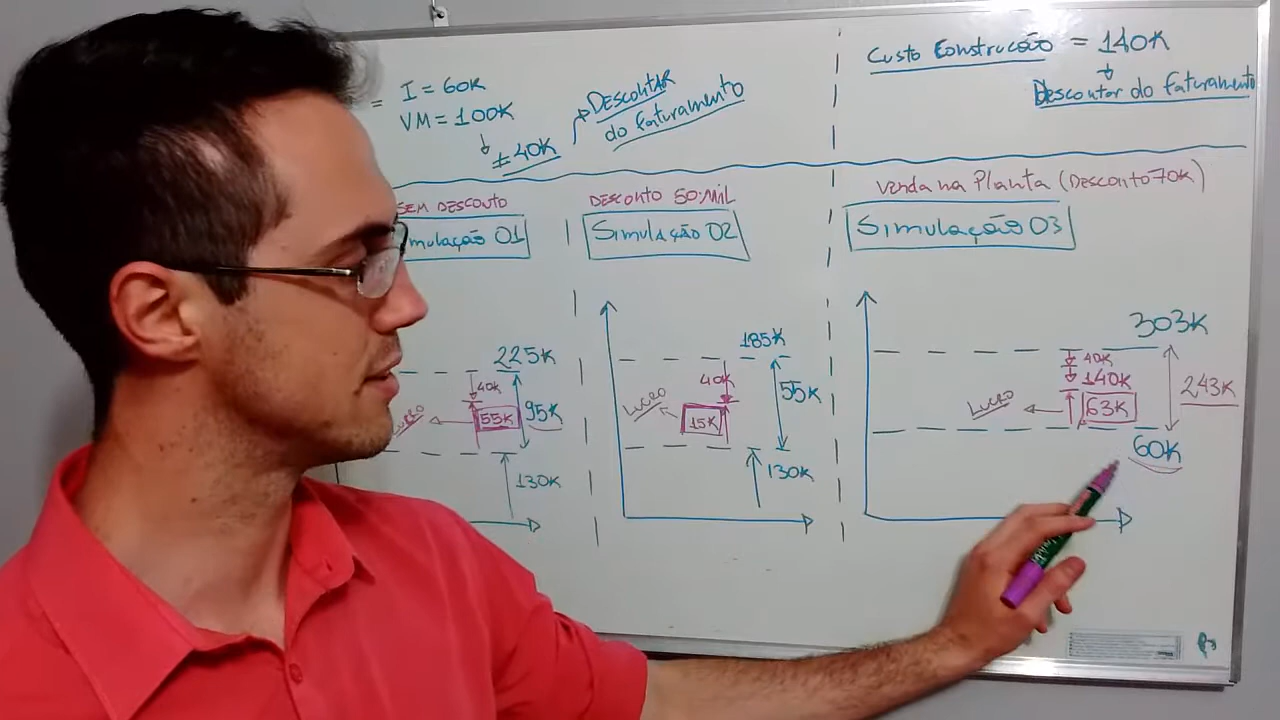 = I = 60K
VM = 100K
± 40K
DESCONTAR
do faturamento
Custo Construcão = 140K
Descontar do faturamento
SEM DESCONTO
mulação 01
225K
40K
55K
95K
LUCRO
130K
DESCONTO 50 MIL
Simulação 02
185K
40K
55K
LUCRO
15K
130K
Venda na Planta (Desconto 70K)
Simulação 03
303K
40K
140K
243K
LUCRO
63K
60K